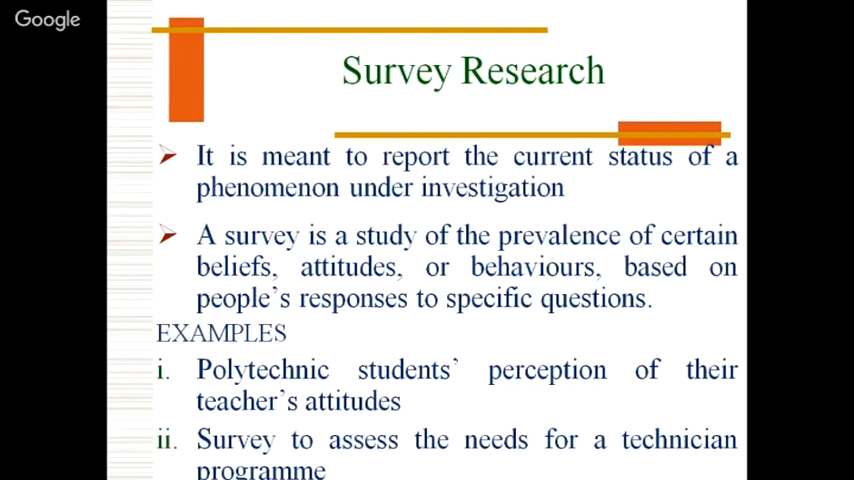 Google
Survey Research
➢ It is meant to report the current status of a
phenomenon under investigation
➢ A survey is a study of the prevalence of certain
beliefs, attitudes, or behaviours, based on
people's responses to specific questions.
EXAMPLES
i. Polytechnic students' perception of their
teacher's attitudes
ii. Survey to assess the needs for a technician
programme